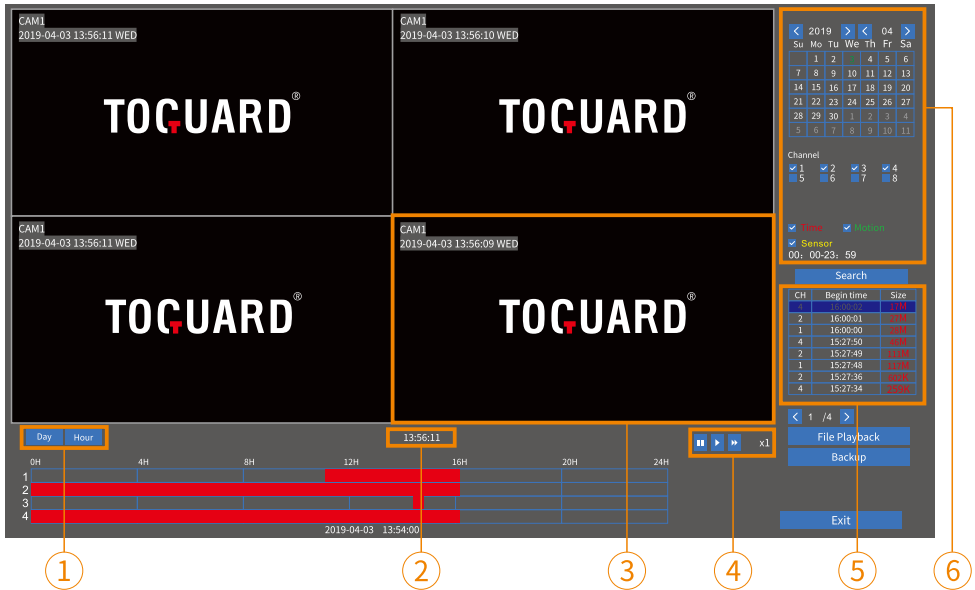 CAM1
2019-04-03 13:56:11 WED
TOGUARD®
CAM1
2019-04-03 13:56:10 WED
TOGUARD®
CAM1
2019-04-03 13:56:11 WED
TOGUARD®
CAM1
2019-04-03 13:56:09 WED
TOGUARD®
2019 04
Su Mo Tu We Th Fr Sa
1 2 3 4 5 6
7 8 9 10 11 12 13
14 15 16 17 18 19 20
21 22 23 24 25 26 27
28 29 30 1 2 3 4
5 6 7 8 9 10 11
Channel
1 2 3 4
5 6 7 8
Time Motion
Sensor
00: 00-23: 59
Search
CH Begin time Size
4 16:00:02
2 16:00:01
1 16:00:00
4 15:27:50
2 15:27:49
1 15:27:48
2 15:27:36
4 15:27:34
1 /4
File Playback
Backup
Exit
Day Hour
13:56:11
x1
0H 4H 8H 12H 16H 20H 24H
1
2
3
4
2019-04-03 13:54:00
1 2 3 4 5 6